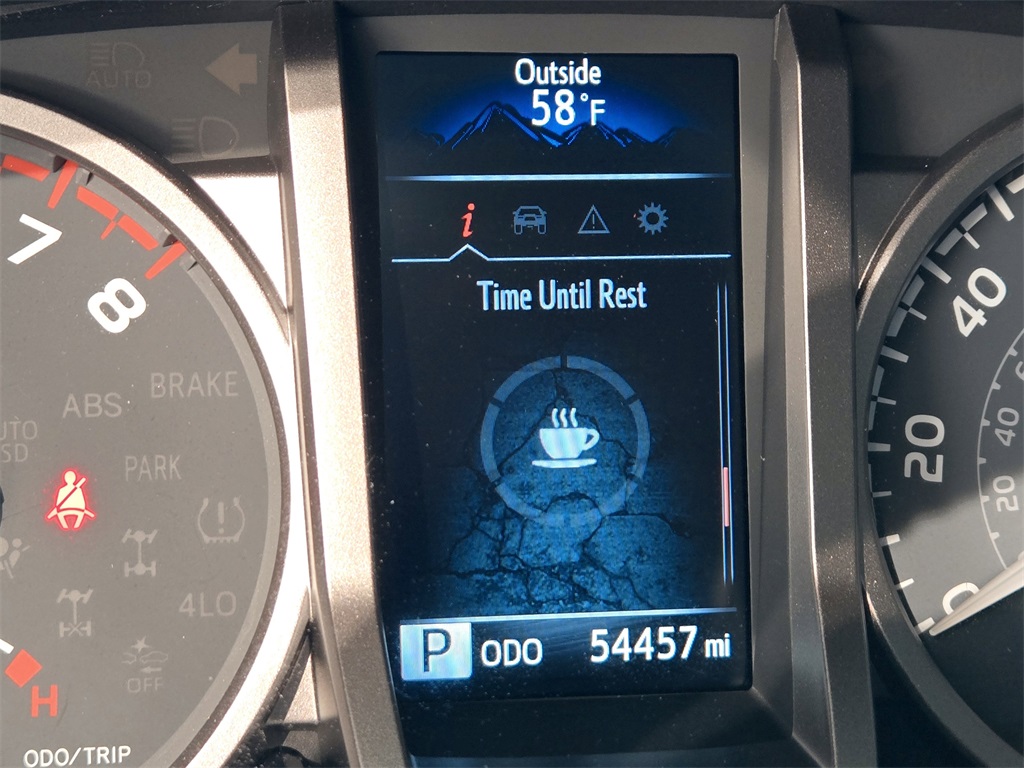 AUTO
Outside
58°F
i
Time Until Rest
P ODO 54457 mi
7
8
BRAKE
ABS
PARK
4LO
OFF
H
ODO/TRIP
40
20
0
40
20